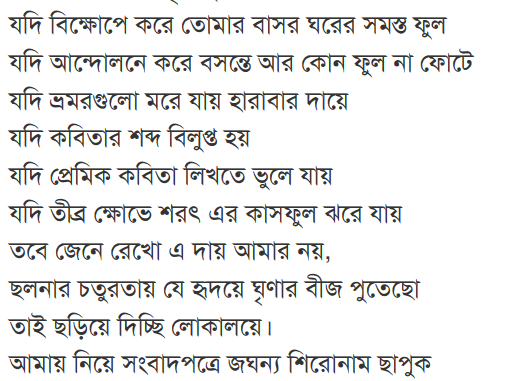 যদি বিক্ষোপে করে তোমার বাসর ঘরের সমস্ত ফুল
যদি আন্দোলনে করে বসন্তে আর কোন ফুল না ফোটে
যদি ভ্রমরগুলো মরে যায় হারাবার দায়ে
যদি কবিতার শব্দ বিলুপ্ত হয়
যদি প্রেমিক কবিতা লিখতে ভুলে যায়
যদি তীব্র ক্ষোভে শরৎ এর কাসফুল ঝরে যায়
তবে জেনে রেখো এ দায় আমার নয়,
ছলনার চতুরতায় যে হৃদয়ে ঘৃণার বীজ পুতেছো
তাই ছড়িয়ে দিচ্ছি লোকালয়ে।
আমায় নিয়ে সংবাদপত্রে জঘন্য শিরোনাম ছাপুক